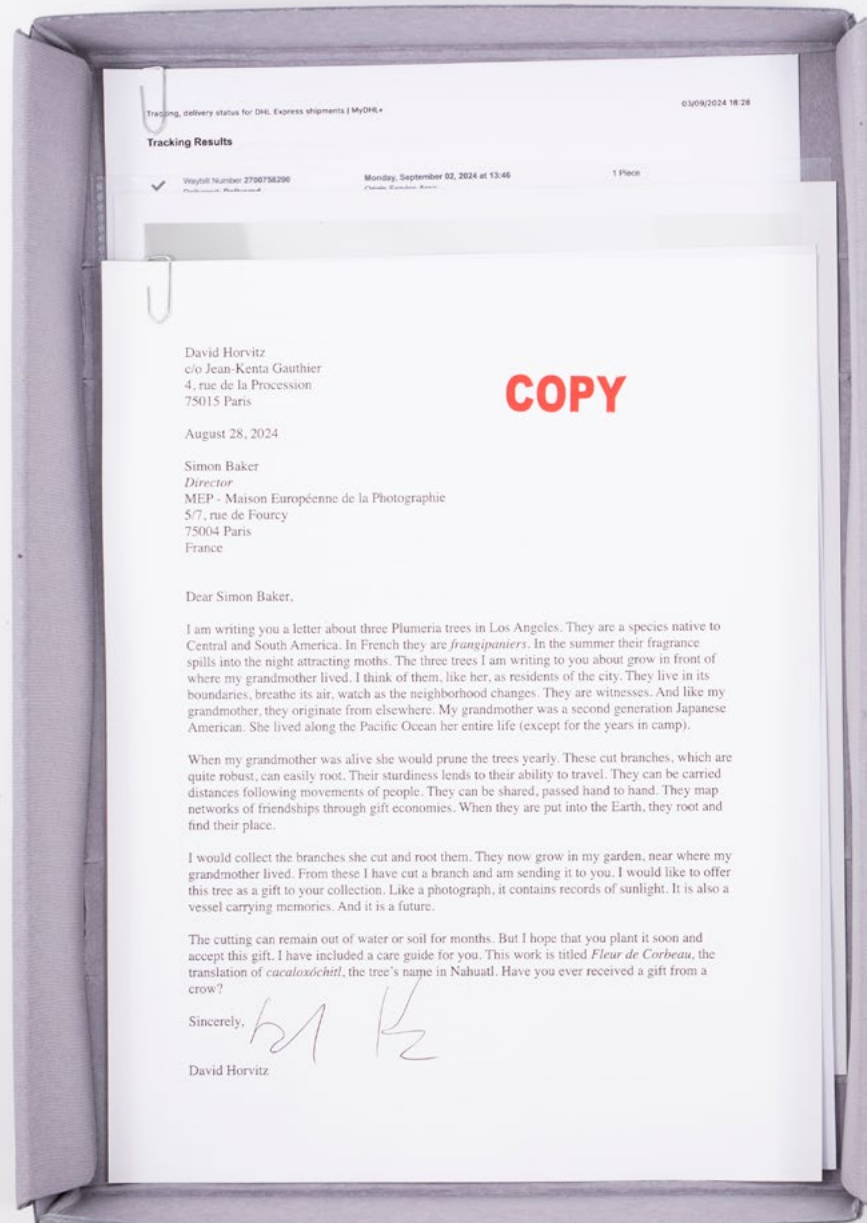 Tracking, delivery status for DHL Express shipments | MyDHL+
03/09/2024 18:28
Tracking Results
Waybill Number 2700758200
Monday, September 02, 2024 at 13:46
1 Piece
David Horvitz
c/o Jean-Kenta Gauthier
4, rue de la Procession
75015 Paris
COPY
August 28, 2024
Simon Baker
Director
MEP - Maison Européenne de la Photographie
5/7, rue de Fourcy
75004 Paris
France
Dear Simon Baker,
I am writing you a letter about three Plumeria trees in Los Angeles. They are a species native to
Central and South America. In French they are frangipaniers. In the summer their fragrance
spills into the night attracting moths. The three trees I am writing to you about grow in front of
where my grandmother lived. I think of them, like her, as residents of the city. They live in its
boundaries, breathe its air, watch as the neighborhood changes. They are witnesses. And like my
grandmother, they originate from elsewhere. My grandmother was a second generation Japanese
American. She lived along the Pacific Ocean her entire life (except for the years in camp).
When my grandmother was alive she would prune the trees yearly. These cut branches, which are
quite robust, can easily root. Their sturdiness lends to their ability to travel. They can be carried
distances following movements of people. They can be shared, passed hand to hand. They map
networks of friendships through gift economies. When they are put into the Earth, they root and
find their place.
I would collect the branches she cut and root them. They now grow in my garden, near where my
grandmother lived. From these I have cut a branch and am sending it to you. I would like to offer
this tree as a gift to your collection. Like a photograph, it contains records of sunlight. It is also a
vessel carrying memories. And it is a future.
The cutting can remain out of water or soil for months. But I hope that you plant it soon and
accept this gift. I have included a care guide for you. This work is titled Fleur de Corbeau, the
translation of cacaloxóchitl, the tree's name in Nahuatl. Have you ever received a gift from a
crow?
Sincerely,
David Horvitz